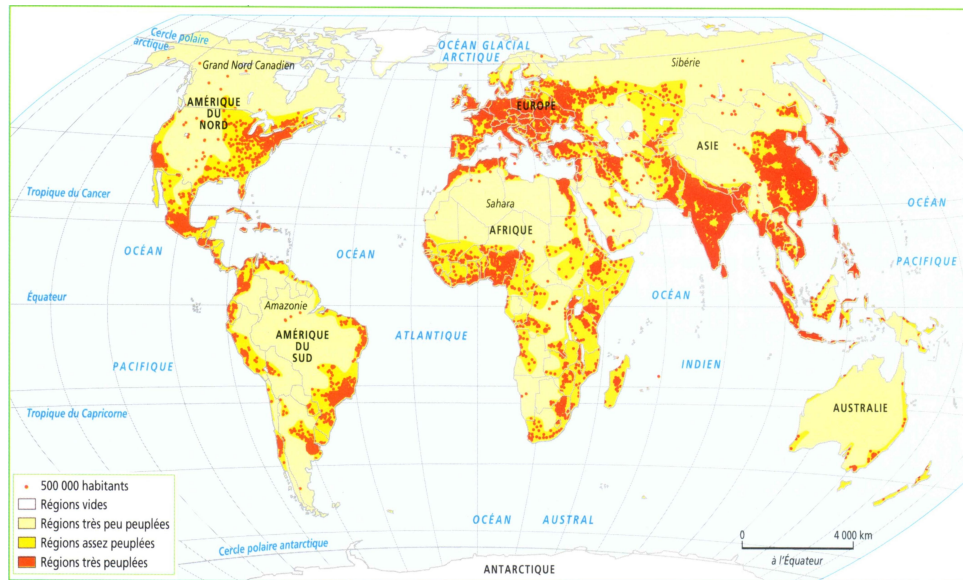 Cercle polaire
arctique
Grand Nord Canadien
OCÉAN GLACIAL
ARCTIQUE
Sibérie
AMÉRIQUE
DU
NORD
EUROPE
ASIE
Tropique du Cancer
Sahara
AFRIQUE
OCÉAN
PACIFIQUE
OCÉAN
OCÉAN
OCÉAN
Équateur
Amazonie
AMÉRIQUE
DU
SUD
ATLANTIQUE
INDIEN
PACIFIQUE
Tropique du Capricorne
AUSTRALIE
500 000 habitants
Régions vides
Régions très peu peuplées
Régions assez peuplées
Régions très peuplées
OCÉAN AUSTRAL
Cercle polaire antarctique
ANTARCTIQUE
0 4 000 km
à l'Équateur